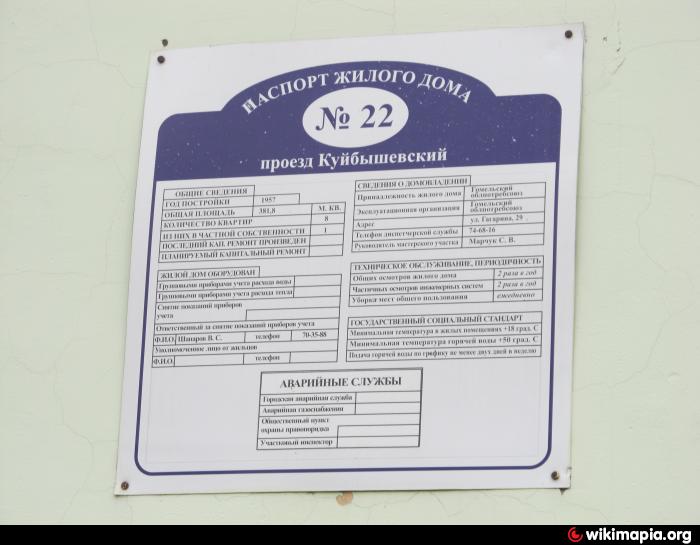 ПАСПОРТ ЖИЛОГО ДОМА
№ 22
проезд Куйбышевский
ОБЩИЕ СВЕДЕНИЯ
ГОД ПОСТРОЙКИ 1957
ОБЩАЯ ПЛОЩАДЬ 381,8 М. КВ.
КОЛИЧЕСТВО КВАРТИР 8
ИЗ НИХ В ЧАСТНОЙ СОБСТВЕННОСТИ 1
ПОСЛЕДНИЙ КАП. РЕМОНТ ПРОИЗВЕДЕН
ПЛАНИРУЕМЫЙ КАПИТАЛЬНЫЙ РЕМОНТ
ЖИЛОЙ ДОМ ОБОРУДОВАН
Групповыми приборами учета расхода воды
Групповыми приборами учета расхода тепла
Снятие показаний приборов
учета
Ответственный за снятие показаний приборов учета
Ф.И.О. Шапаров В. С. телефон 70-35-88
Уполномоченное лицо от жильцов
Ф.И.О. телефон
СВЕДЕНИЯ О ДОМОВЛАДЕНИИ
Принадлежность жилого дома Гомельский
облпотребсоюз
Эксплуатационная организация Гомельский
облпотребсоюз
Адрес ул. Гагарина, 29
Телефон диспетчерской службы 74-68-16
Руководитель мастерского участка Марчук С. В.
ТЕХНИЧЕСКОЕ ОБСЛУЖИВАНИЕ, ПЕРИОДИЧНОСТЬ
Общих осмотров жилого дома 2 раза в год
Частичных осмотров инженерных систем 2 раза в год
Уборка мест общего пользования ежедневно
ГОСУДАРСТВЕННЫЙ СОЦИАЛЬНЫЙ СТАНДАРТ
Минимальная температура в жилых помещениях +18 град. С
Минимальная температура горячей воды +50 град. С
Подача горячей воды по графику не менее двух дней в неделю
АВАРИЙНЫЕ СЛУЖБЫ
Городская аварийная служба
Аварийная газоснабжения
Общественный пункт
охраны правопорядка
Участковый инспектор
wikimapia.org